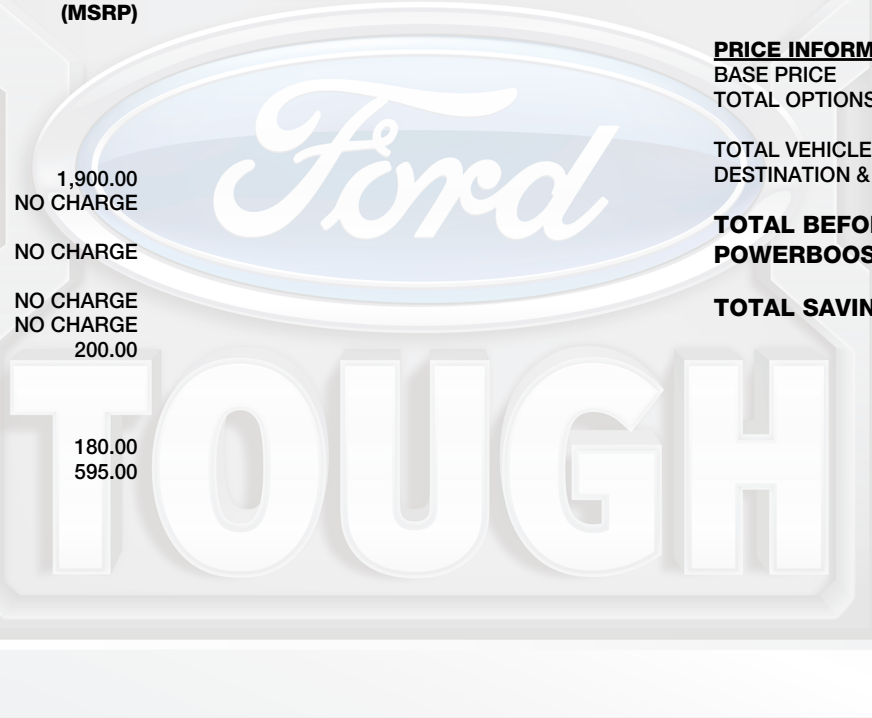 (MSRP)
1,900.00
NO CHARGE
NO CHARGE
NO CHARGE
NO CHARGE
200.00
180.00
595.00
PRICE INFORM
BASE PRICE
TOTAL OPTIONS
TOTAL VEHICLE
DESTINATION &
TOTAL BEFO
POWERBOOS
TOTAL SAVIN
Ford
TOUGH